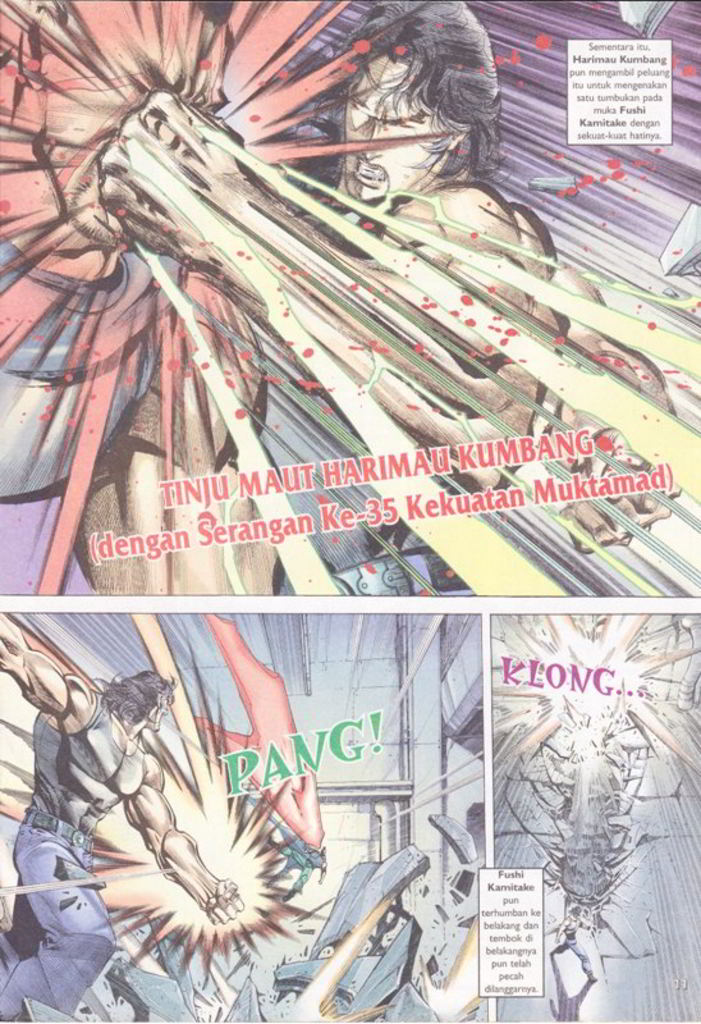 Sementara itu,
Harimau Kumbang
pun mengambil peluang
itu untuk mengenakan
satu tumbukan pada
muka Fushi
Kamitake dengan
sekuat-kuat hatinya.
TINJU MAUT HARIMAU KUMBANG
(dengan Serangan Ke-35 Kekuatan Muktamad)
PANG!
KLONG...
Fushi
Kamitake
pun
terhumban ke
belakang dan
tembok di
belakangnya
pun telah
pecah
dilanggarnya.
11